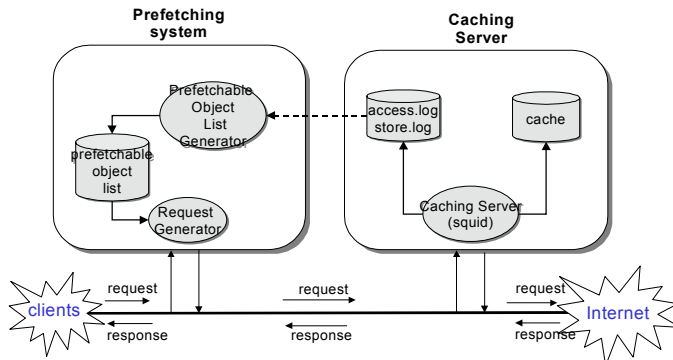 Prefetching
system
Caching
Server
Prefetchable
Object
List
Generator
access.log
store.log
cache
prefetchable
object
list
Request
Generator
Caching Server
(squid)
clients
request
request
request
Internet
response
response
response